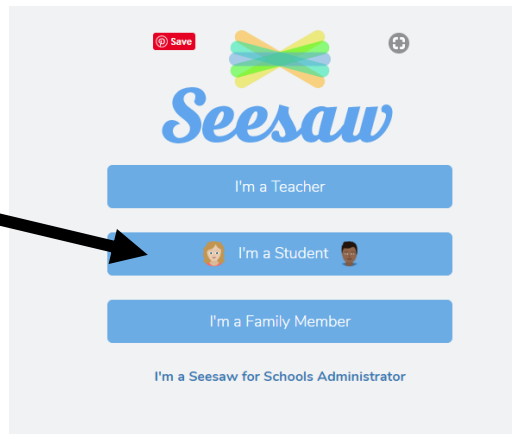 Save
Seesaw
I'm a Teacher
I'm a Student
I'm a Family Member
I'm a Seesaw for Schools Administrator